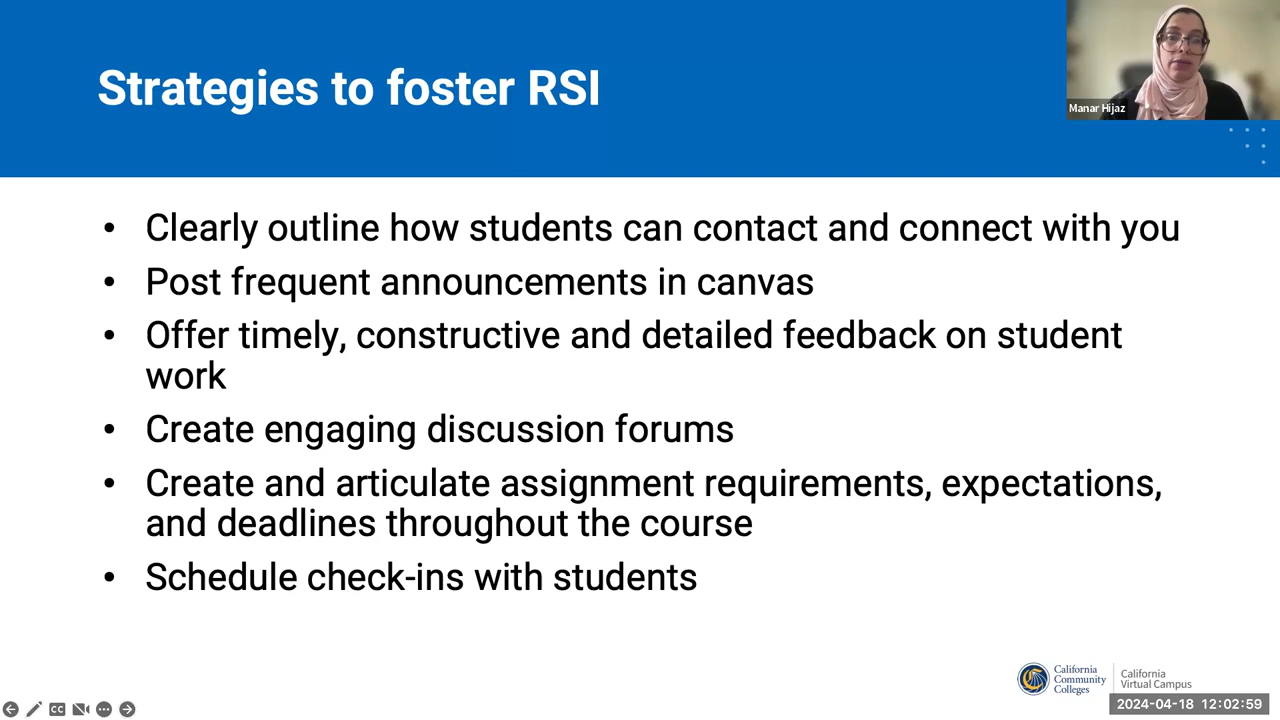 Strategies to foster RSI
Manar Hijaz
• Clearly outline how students can contact and connect with you
• Post frequent announcements in canvas
• Offer timely, constructive and detailed feedback on student
work
• Create engaging discussion forums
• Create and articulate assignment requirements, expectations,
and deadlines throughout the course
• Schedule check-ins with students
California
Community
Colleges
California
Virtual Campus
CC
2024-04-18 12:02:59